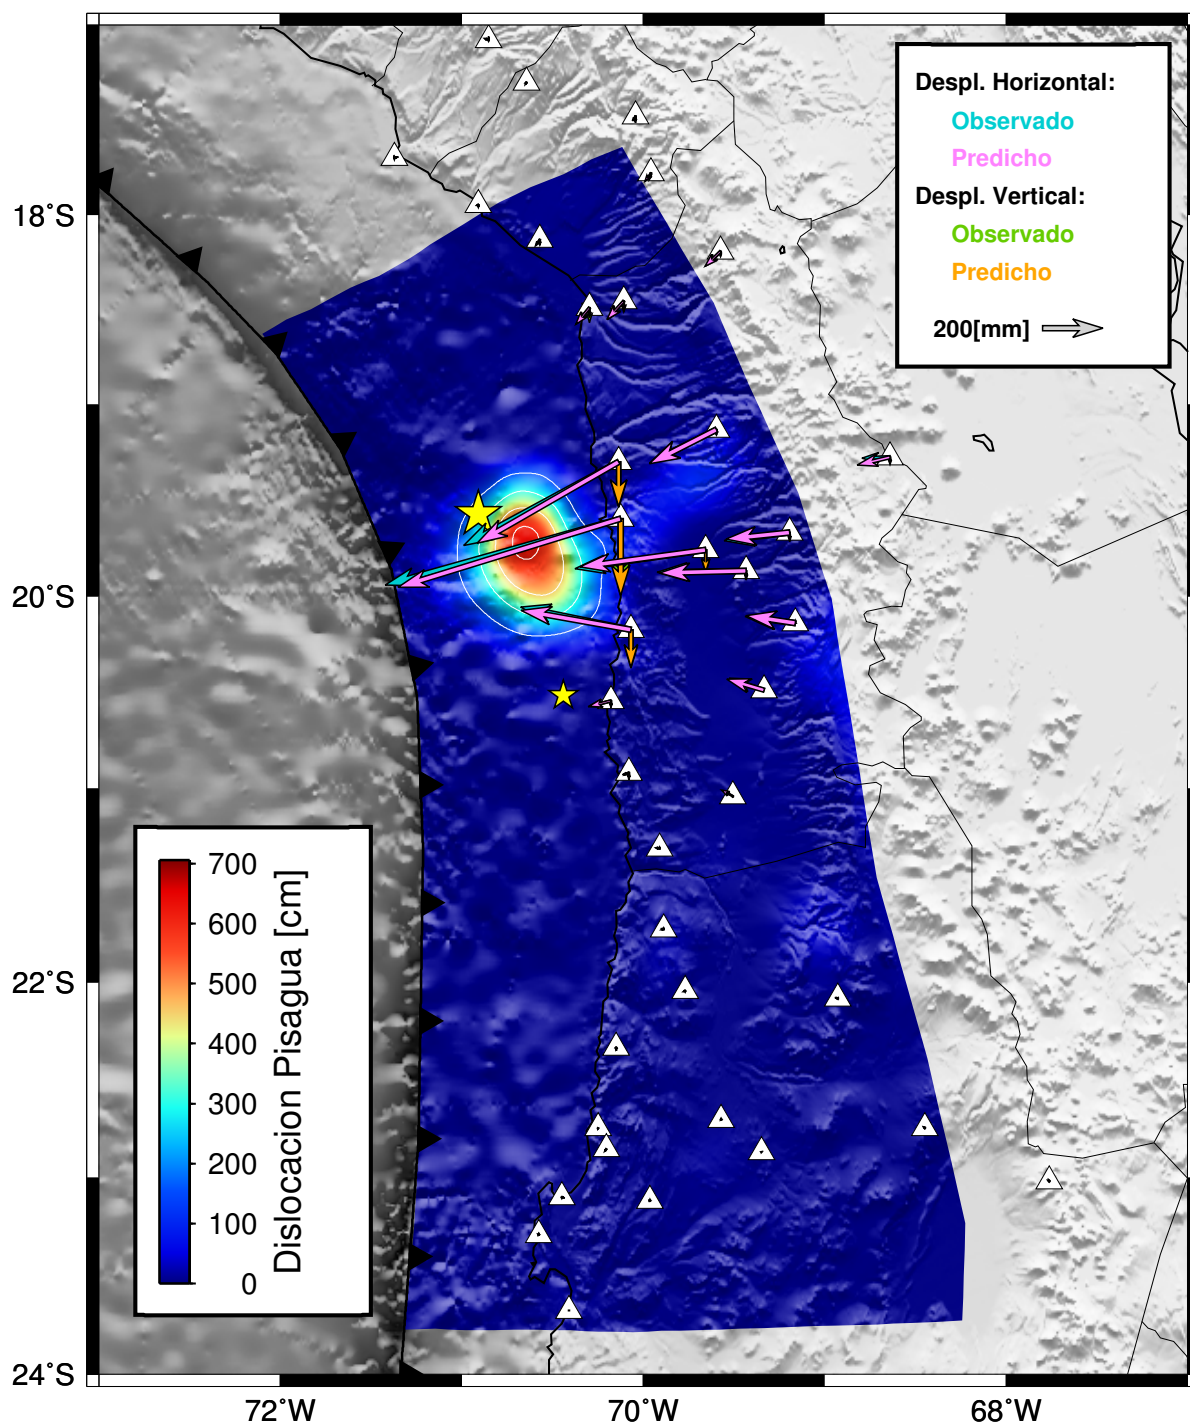 Despl. Horizontal:
Observado
Predicho
Despl. Vertical:
Observado
Predicho
200[mm]
18°S
20°S
22°S
24°S
700
600
500
400
300
200
100
0
Dislocacion Pisagua [cm]
72°W
70°W
68°W